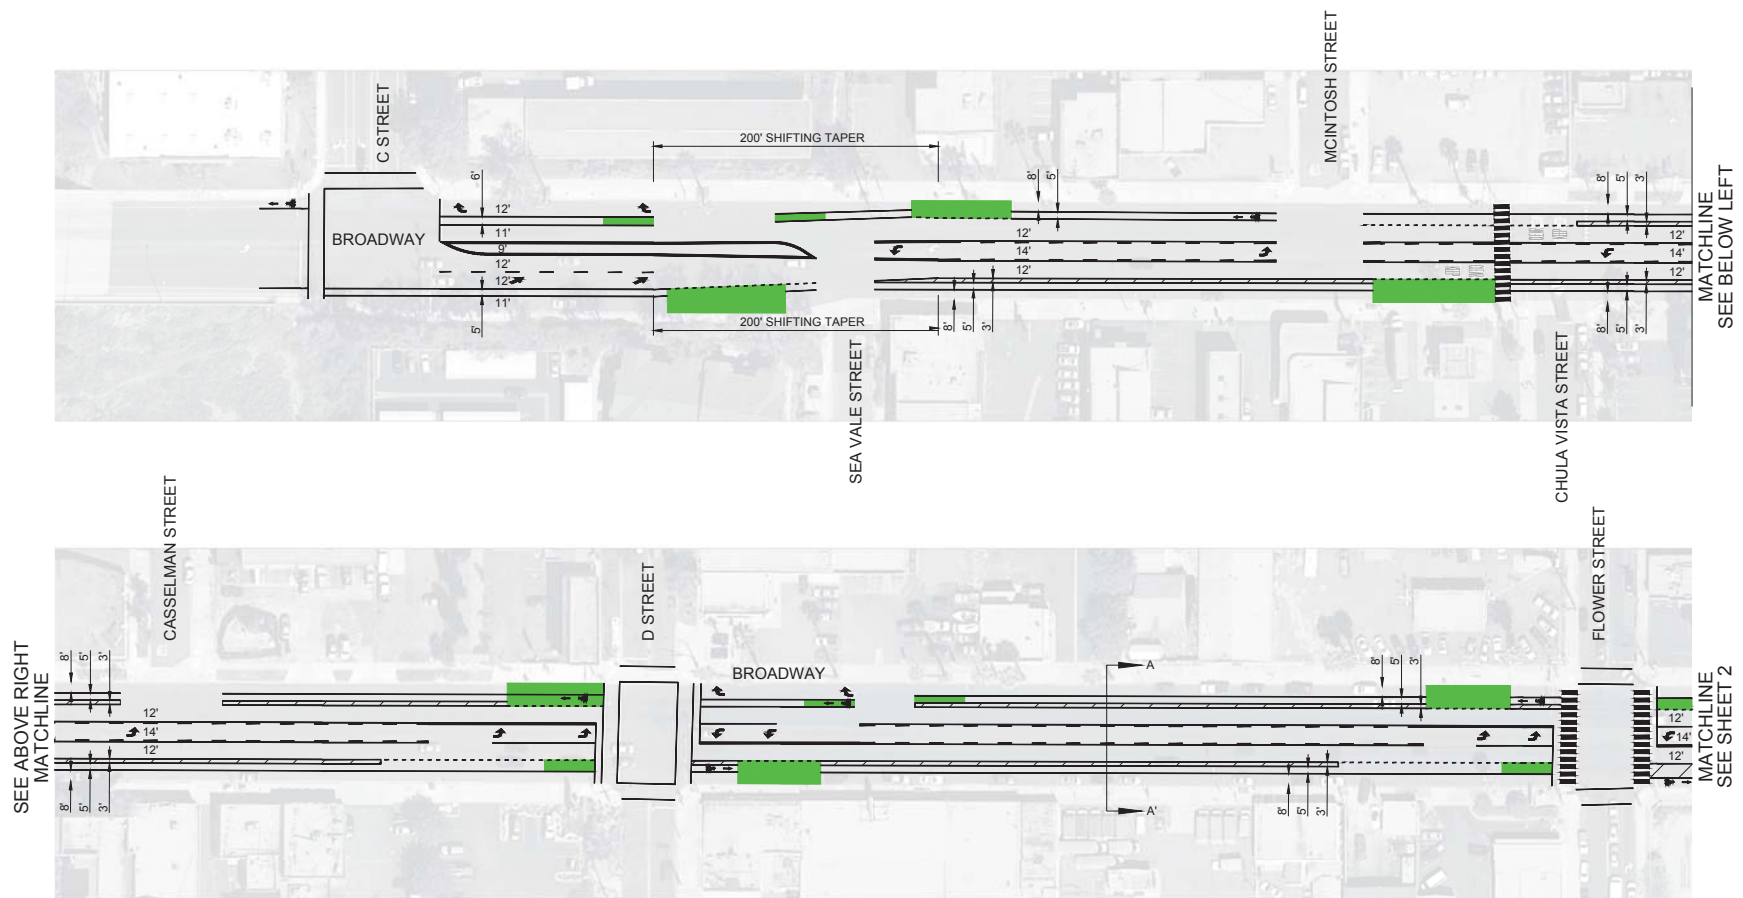 C STREET
MCINTOSH STREET
200' SHIFTING TAPER
6'
12'
11'
9'
12'
12'
11'
5'
BROADWAY
8'
5'
12'
14'
12'
8'
5'
3'
12'
14'
12'
MATCHLINE
SEE BELOW LEFT
200' SHIFTING TAPER
8'
5'
3'
8'
5'
3'
SEA VALE STREET
CHULA VISTA STREET
CASSELMAN STREET
D STREET
FLOWER STREET
SEE ABOVE RIGHT
MATCHLINE
8'
5'
3'
12'
14'
12'
8'
5'
3'
BROADWAY
A
A'
8'
5'
3'
8'
5'
3'
12'
14'
12'
MATCHLINE
SEE SHEET 2